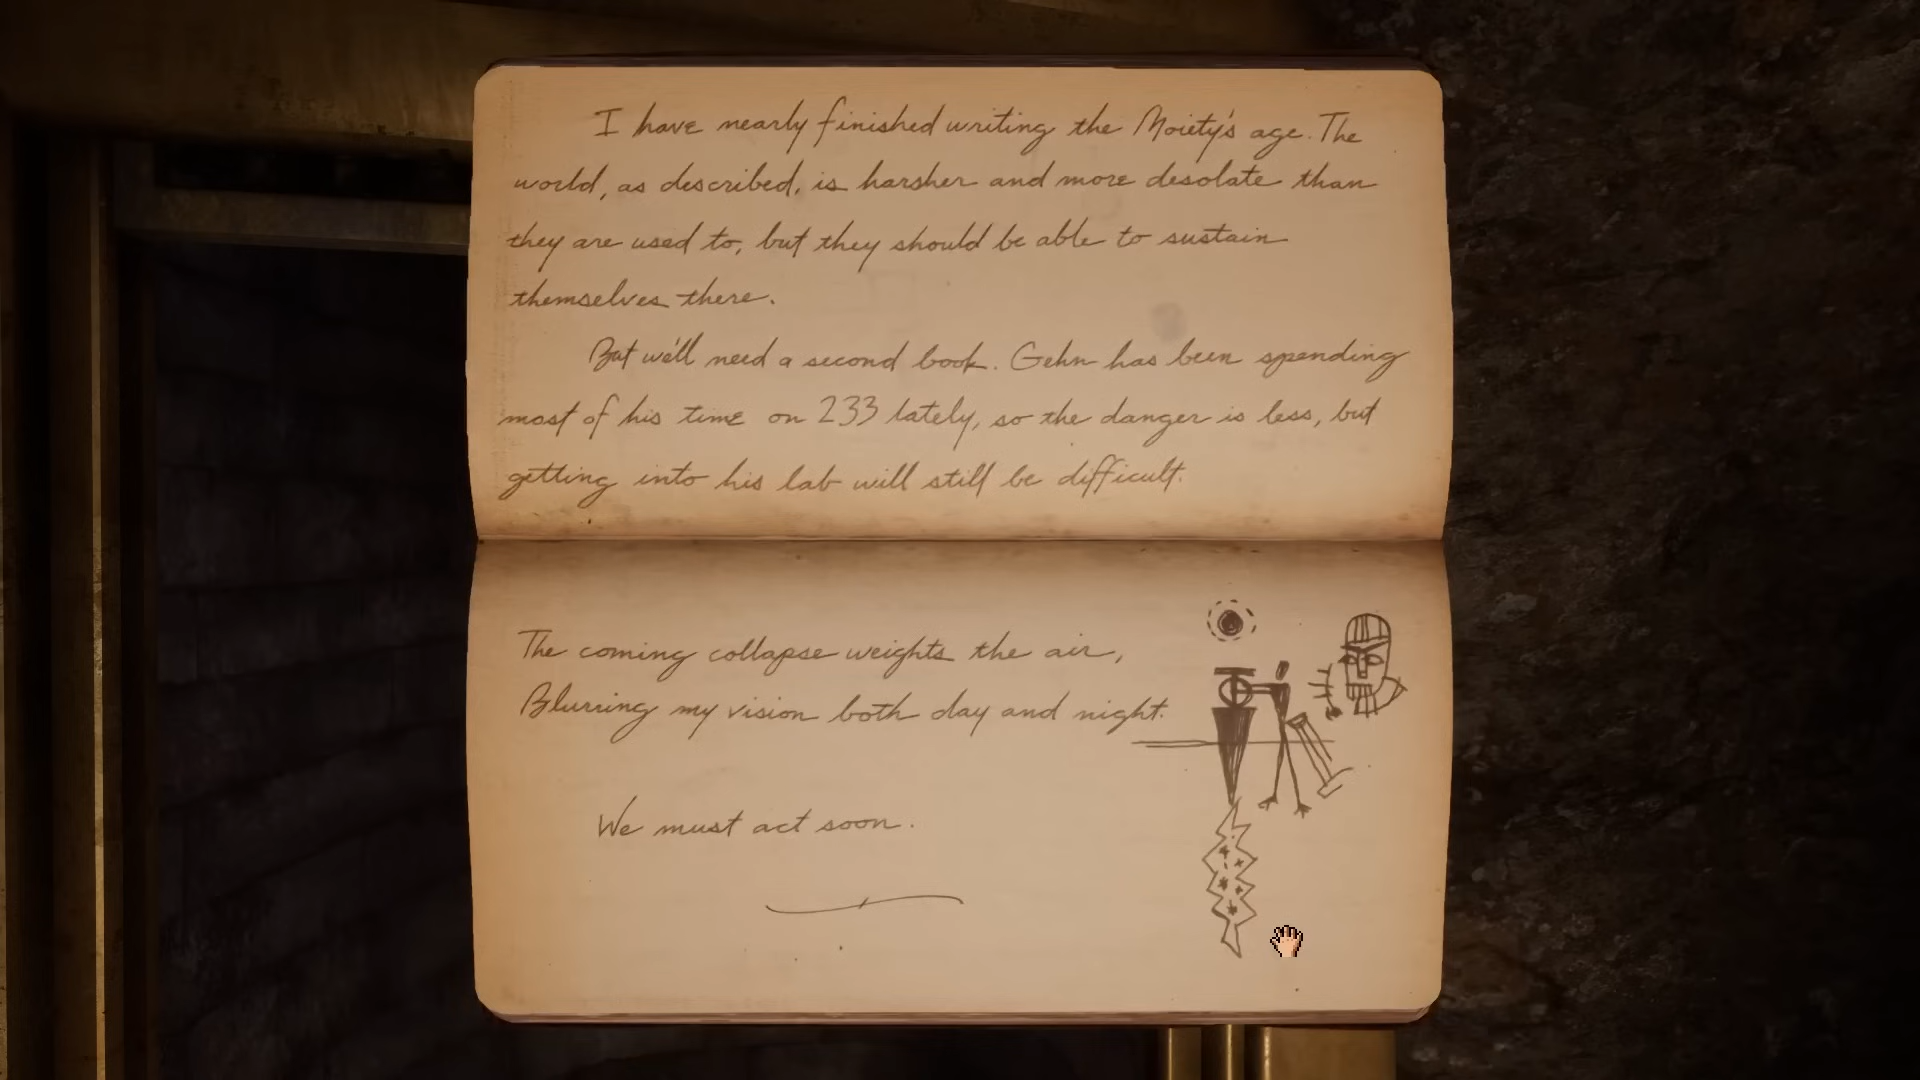 I have nearly finished writing the Moiety's age. The
world, as described, is harsher and more desolate than
they are used to, but they should be able to sustain
themselves there.
But we'll need a second book. Gehn has been spending
most of his time on 233 lately, so the danger is less, but
getting into his lab will still be difficult.
The coming collapse weights the air,
Blurring my vision both day and night.
We must act soon.